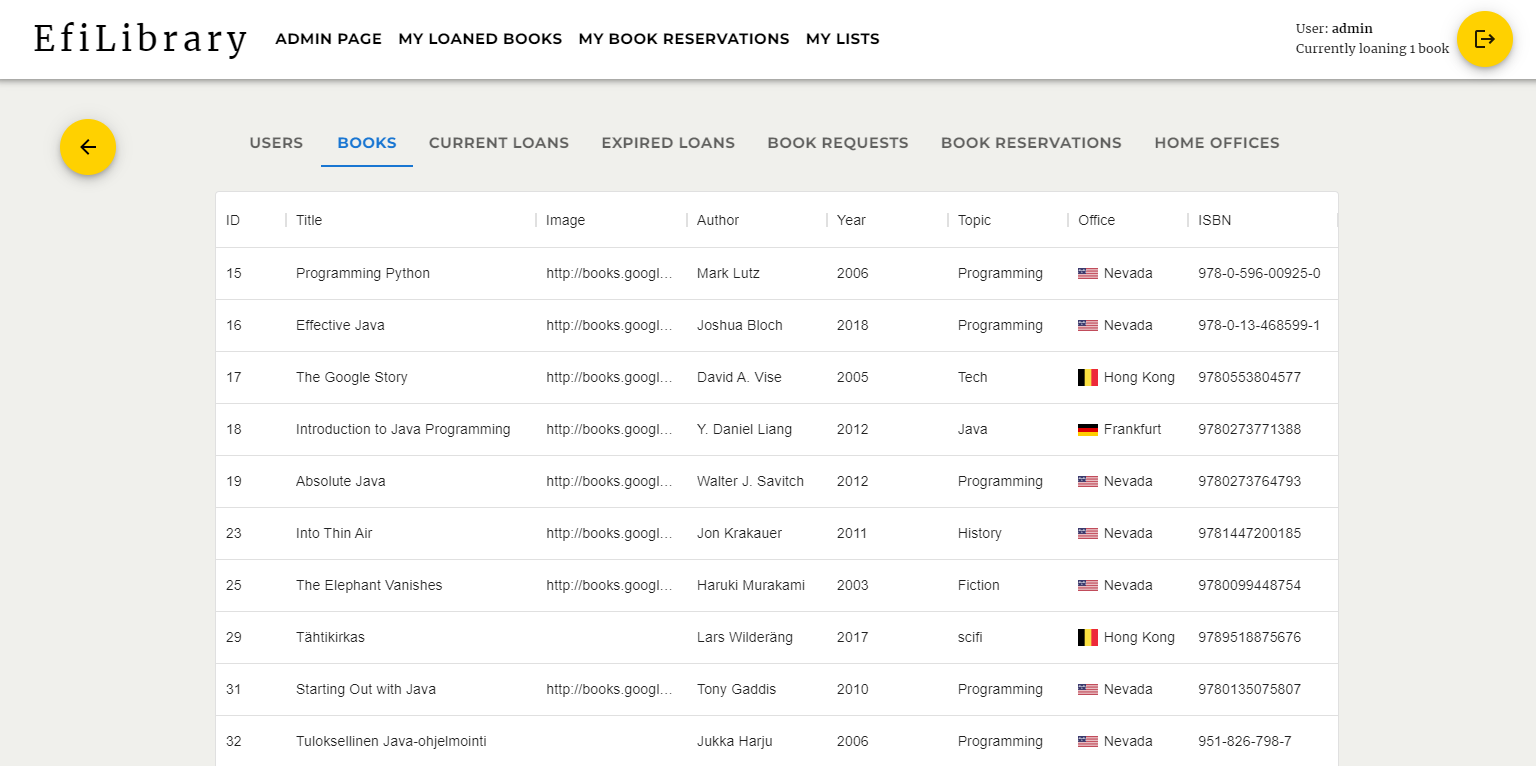 EfiLibrary ADMIN PAGE MY LOANED BOOKS MY BOOK RESERVATIONS MY LISTS
User: admin
Currently loaning 1 book
USERS BOOKS CURRENT LOANS EXPIRED LOANS BOOK REQUESTS BOOK RESERVATIONS HOME OFFICES
ID Title Image Author Year Topic Office ISBN
15 Programming Python http://books.googl... Mark Lutz 2006 Programming Nevada 978-0-596-00925-0
16 Effective Java http://books.googl... Joshua Bloch 2018 Programming Nevada 978-0-13-468599-1
17 The Google Story http://books.googl... David A. Vise 2005 Tech Hong Kong 9780553804577
18 Introduction to Java Programming http://books.googl... Y. Daniel Liang 2012 Java Frankfurt 9780273771388
19 Absolute Java http://books.googl... Walter J. Savitch 2012 Programming Nevada 9780273764793
23 Into Thin Air http://books.googl... Jon Krakauer 2011 History Nevada 9781447200185
25 The Elephant Vanishes http://books.googl... Haruki Murakami 2003 Fiction Nevada 9780099448754
29 Tähtikirkas Lars Wilderäng 2017 scifi Hong Kong 9789518875676
31 Starting Out with Java http://books.googl... Tony Gaddis 2010 Programming Nevada 9780135075807
32 Tuloksellinen Java-ohjelmointi Jukka Harju 2006 Programming Nevada 951-826-798-7